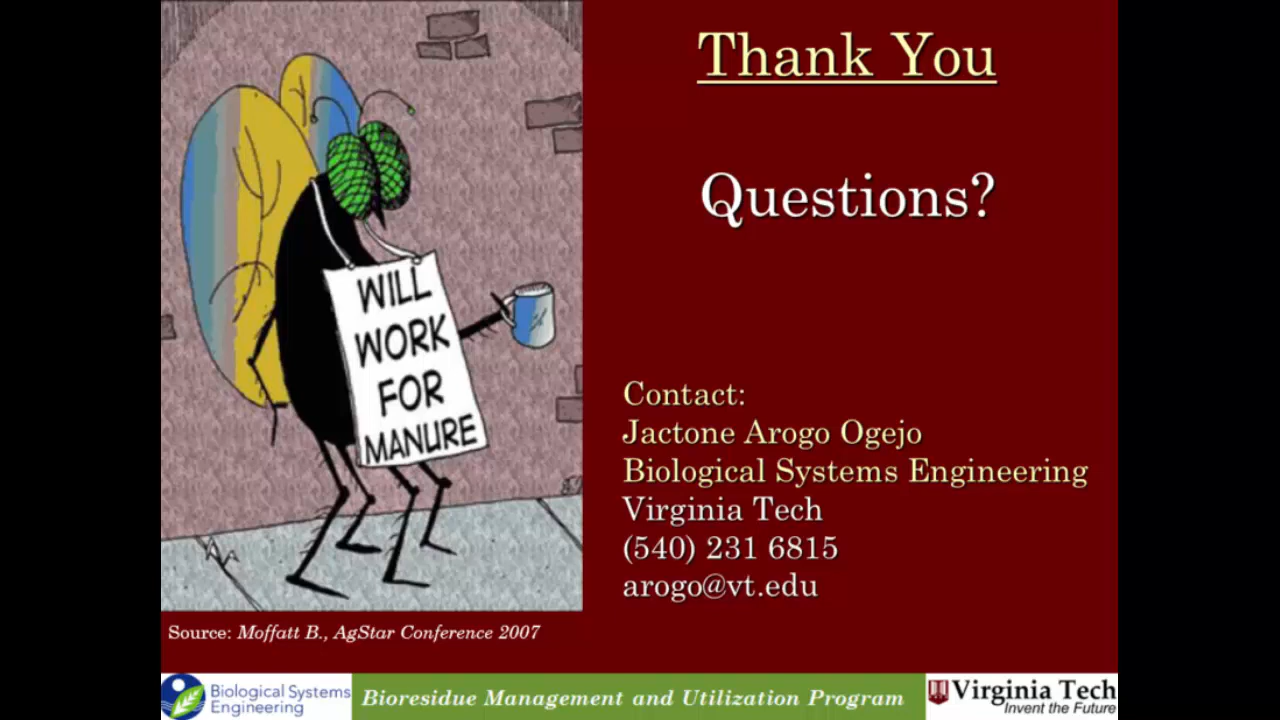 Thank You
Questions?
WILL
WORK
FOR
MANURE
Contact:
Jactone Arogo Ogejo
Biological Systems Engineering
Virginia Tech
(540) 231 6815
arogo@vt.edu
Source: Moffatt B., AgStar Conference 2007
Biological Systems
Engineering
Bioresidue Management and Utilization Program
Virginia Tech
Invent the Future